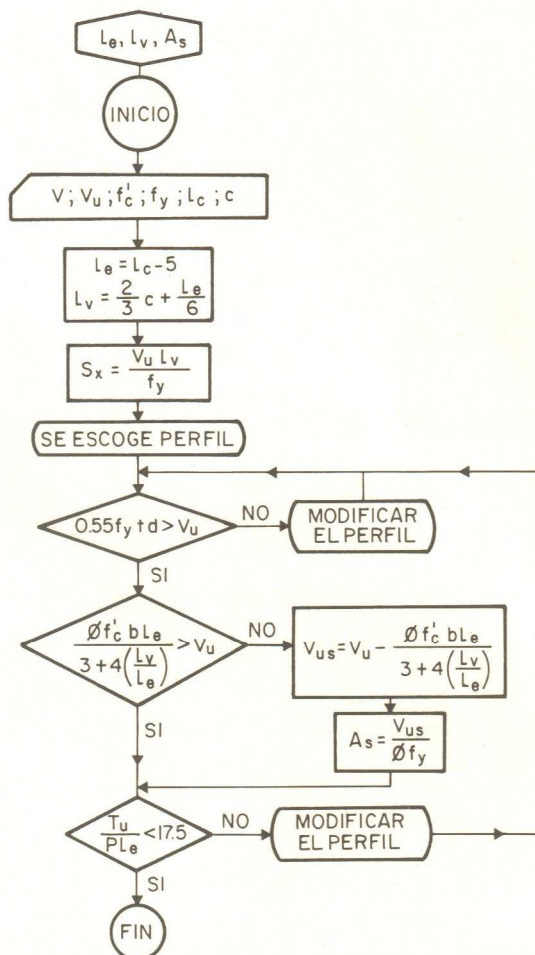 Le, Lv, As
INICIO
V ; Vu ; f'c ; fy ; Lc ; c
Le = Lc-5
Lv = 2/3 c + Le/6
Sx = Vu Lv / fy
SE ESCOGE PERFIL
0.55fy td > Vu
NO
MODIFICAR
EL PERFIL
SI
Øf'c bLe / 3+4(Lv/Le) > Vu
NO
Vus = Vu - Øf'c bLe / 3+4(Lv/Le)
SI
As = Vus / Øfy
Tu / PLe < 17.5
NO
MODIFICAR
EL PERFIL
SI
FIN